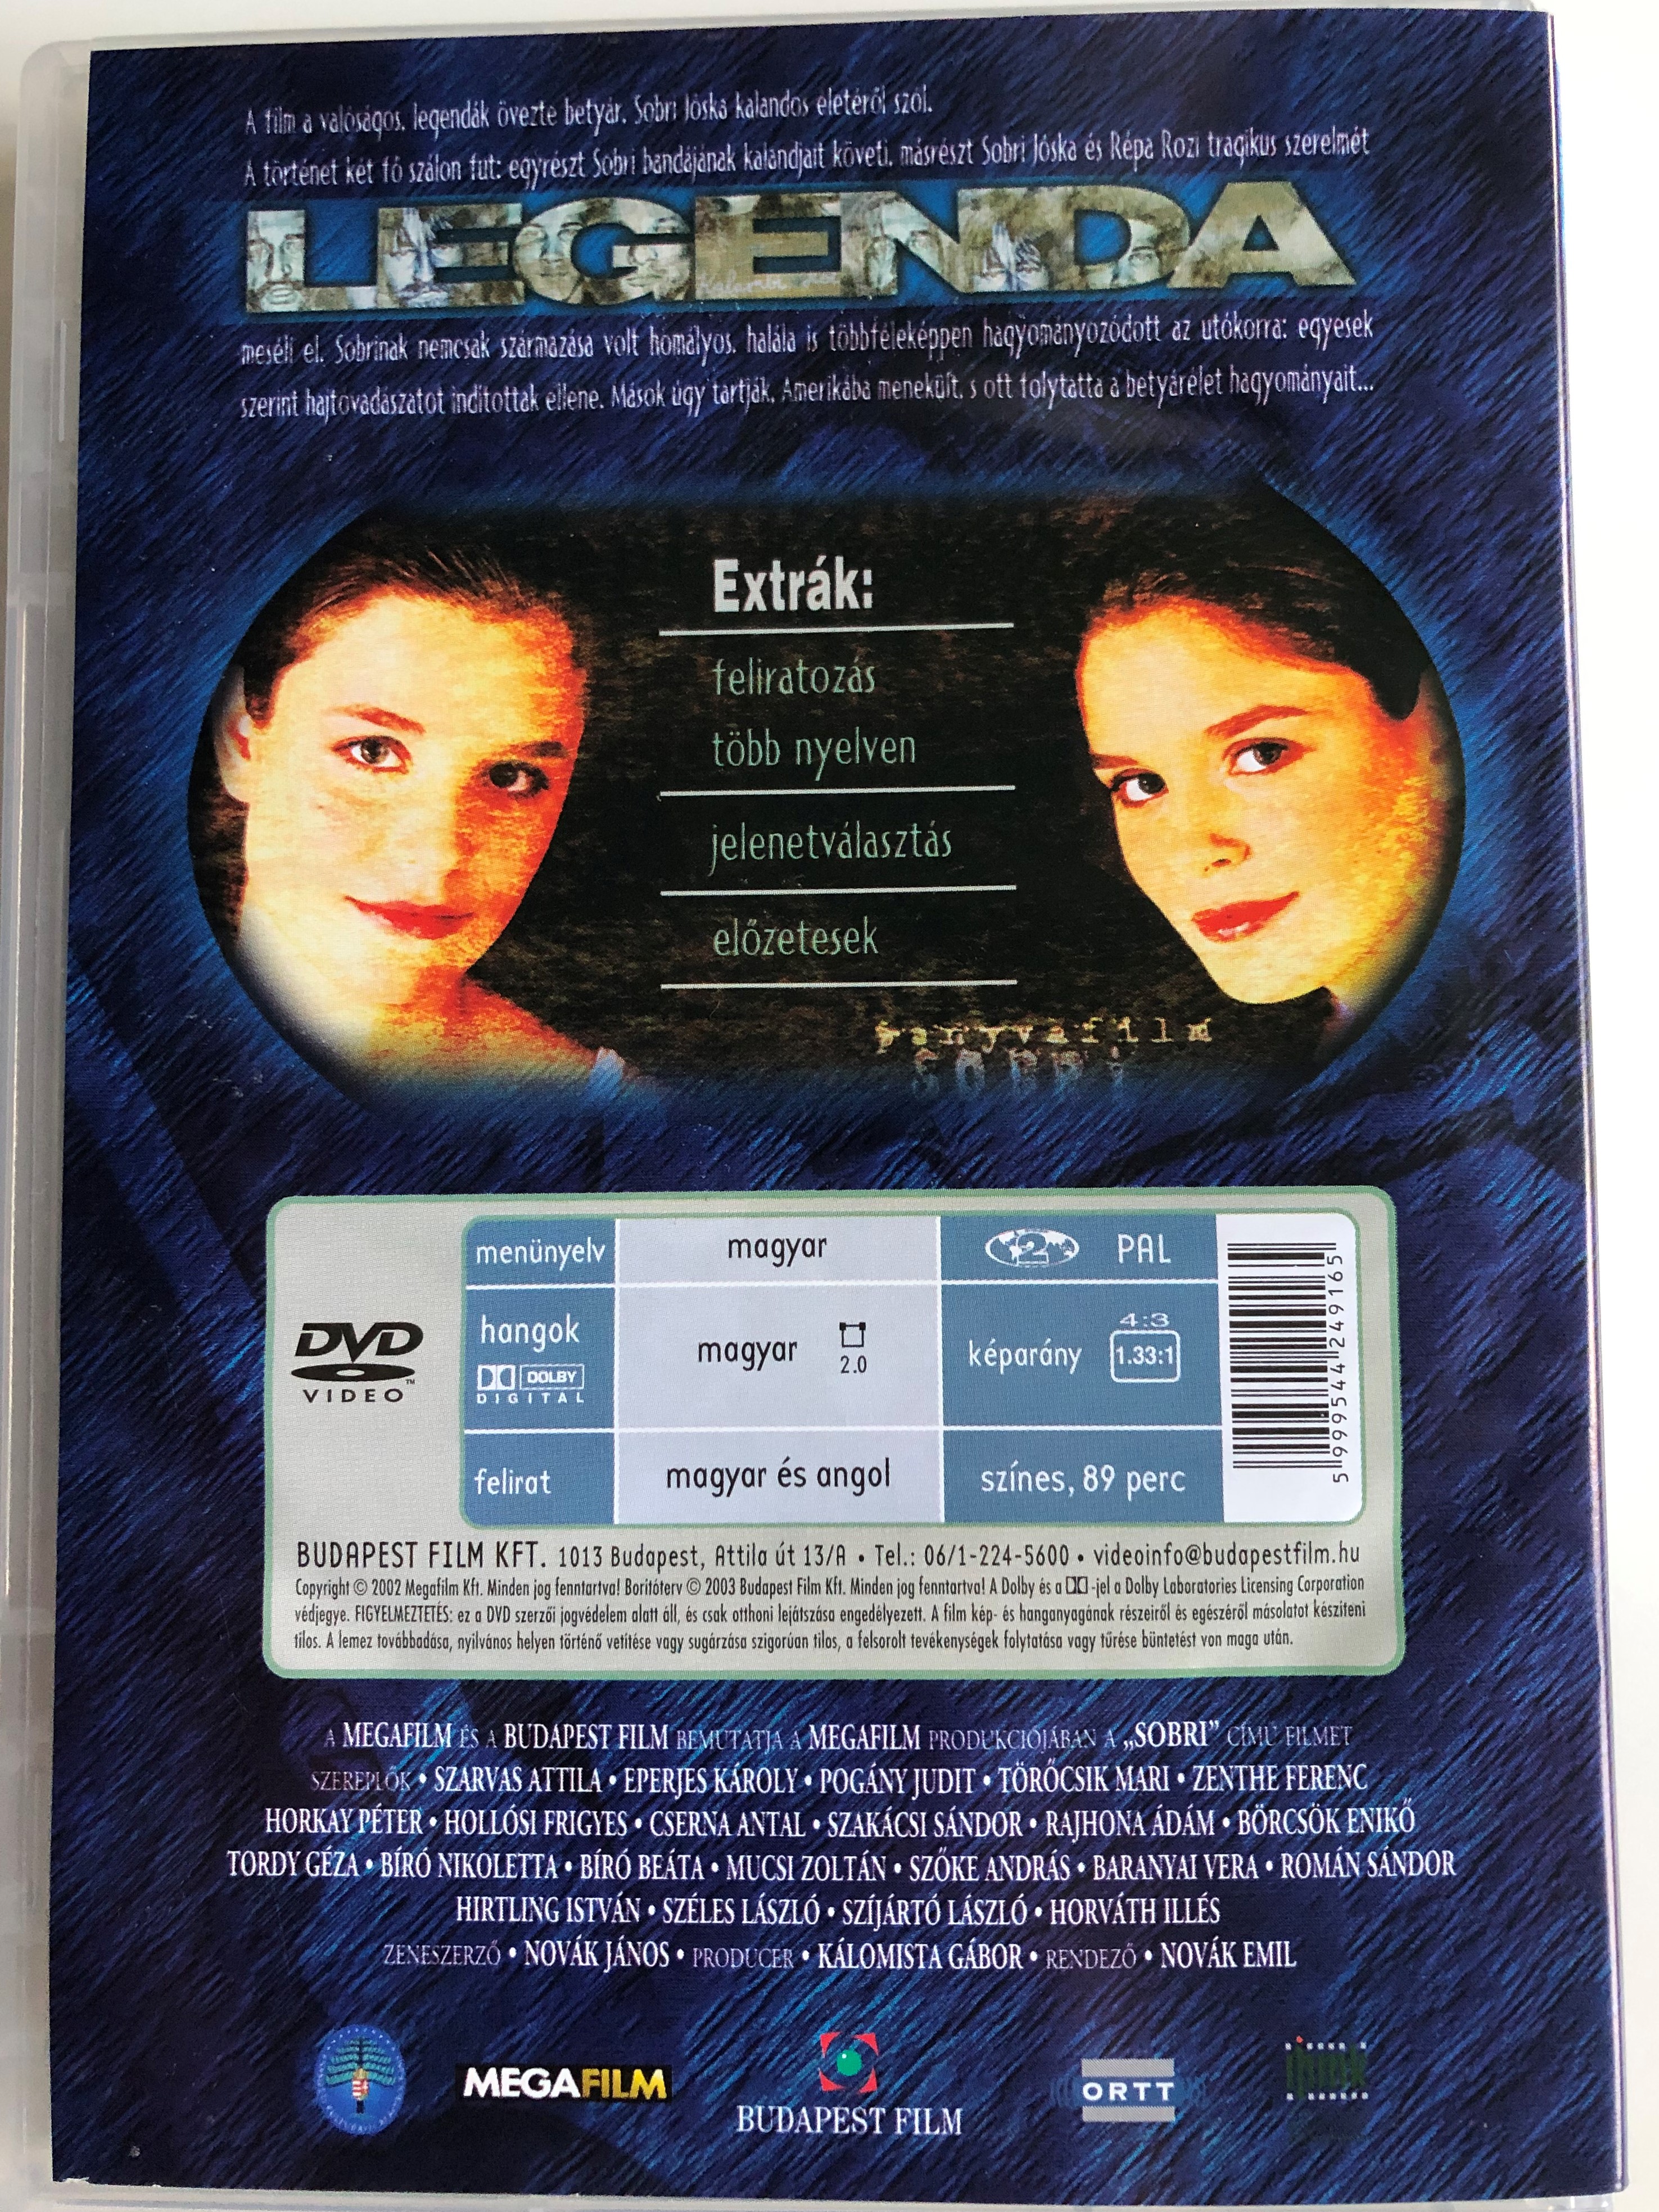 A film a valóságos, legendák övezte betyár, Sobri Jóska kalandos életéről szól.
A történet két fő szálon fut: egyrészt Sobri bandájának kalandjait követi, másrészt Sobri Jóska és Répa Rozi tragikus szerelmét
LEGENDA
meséli el. Sobrinak nemcsak származása volt homályos, halála is többféleképpen hagyományozódott az utókorra: egyesek
szerint hajtóvadászatot indítottak ellene. Mások úgy tartják, Amerikába menekült, s ott folytatta a betyárélet hagyományait...
Extrák:
feliratozás
több nyelven
jelenetválasztás
előzetesek
ponyvafilm
SOBRI
menünyelv magyar 2 PAL
hangok magyar 2.0 képarány 4:3 1.33:1
DOLBY
DIGITAL
DVD
VIDEO
felirat magyar és angol színes, 89 perc
5 999544 249165
BUDAPEST FILM KFT. 1013 Budapest, Attila út 13/A • Tel.: 06/1-224-5600 • videoinfo@budapestfilm.hu
Copyright © 2002 Megafilm Kft. Minden jog fenntartva! Borítóterv © 2003 Budapest Film Kft. Minden jog fenntartva! A Dolby és a -jel a Dolby Laboratories Licensing Corporation
védjegye. FIGYELMEZTETÉS: ez a DVD szerzői jogvédelem alatt áll, és csak otthoni lejátszása engedélyezett. A film kép- és hanganyagának részeiről és egészéről másolatot készíteni
tilos. A lemez továbbadása, nyilvános helyen történő vetítése vagy sugárzása szigorúan tilos, a felsorolt tevékenységek folytatása vagy tűrése büntetést von maga után.
A MEGAFILM ÉS A BUDAPEST FILM BEMUTATJA A MEGAFILM PRODUKCIÓJÁBAN A „SOBRI” CÍMŰ FILMET
SZEREPLŐK • SZARVAS ATTILA • EPERJES KÁROLY • POGÁNY JUDIT • TÖRŐCSIK MARI • ZENTHE FERENC
HORKAY PÉTER • HOLLÓSI FRIGYES • CSERNA ANTAL • SZAKÁCSI SÁNDOR • RAJHONA ÁDÁM • BÖRCSÖK ENIKŐ
TORDY GÉZA • BÍRÓ NIKOLETTA • BÍRÓ BEÁTA • MUCSI ZOLTÁN • SZŐKE ANDRÁS • BARANYAI VERA • ROMÁN SÁNDOR
HIRTLING ISTVÁN • SZÉLES LÁSZLÓ • SZÍJÁRTÓ LÁSZLÓ • HORVÁTH ILLÉS
ZENESZERZŐ • NOVÁK JÁNOS • PRODUCER • KÁLOMISTA GÁBOR • RENDEZŐ • NOVÁK EMIL
MEGAFILM
BUDAPEST FILM
ORTT